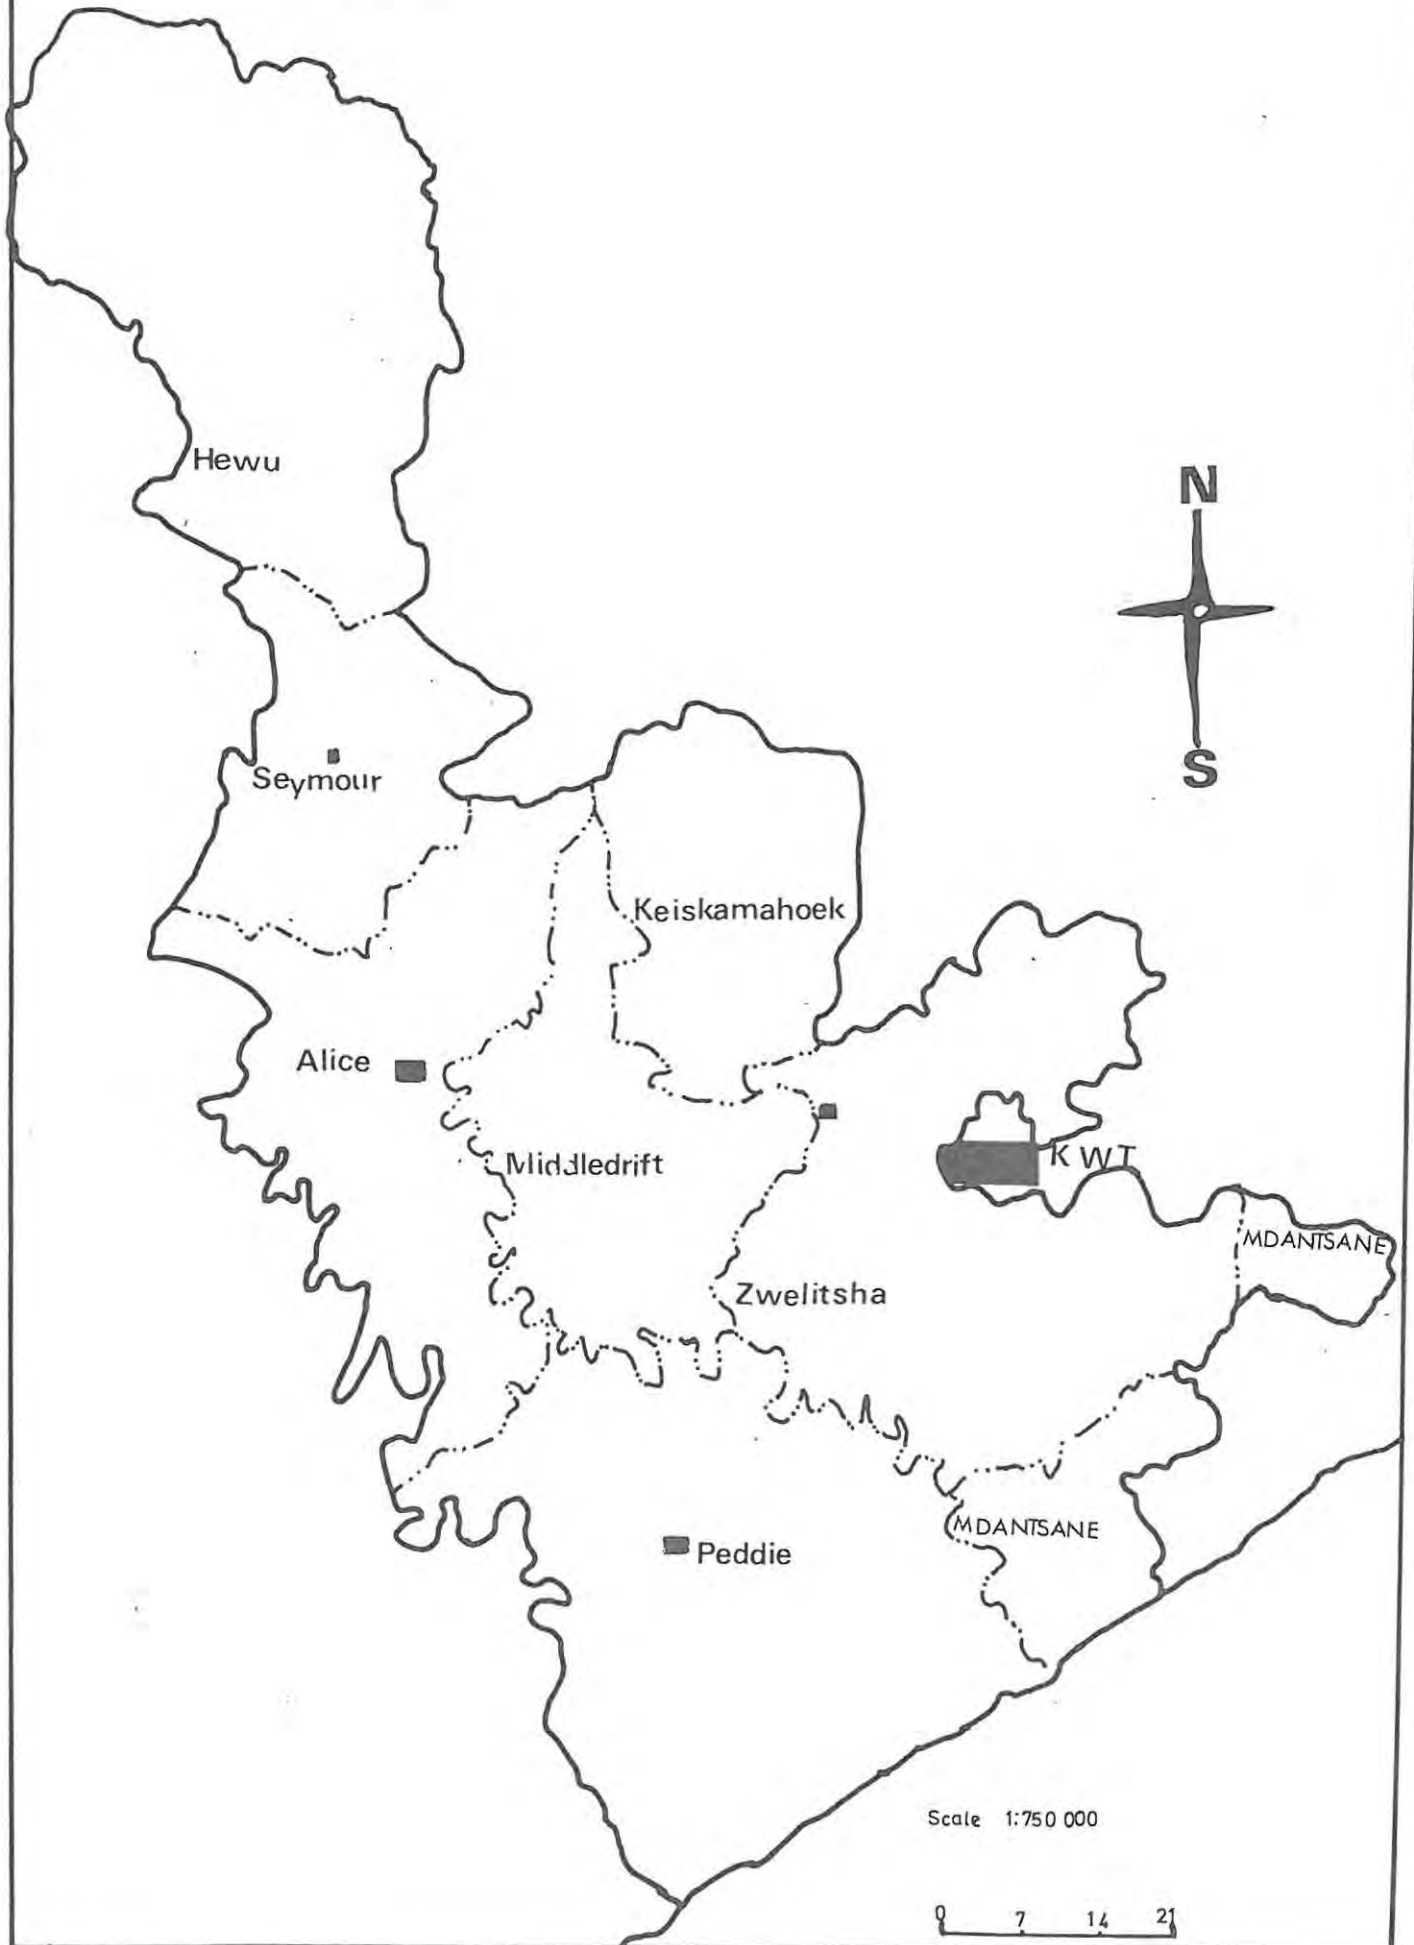 Hewu
N
S
Seymour
Keiskamahoek
Alice
KWT
Middledrift
MDANTSANE
Zwelitsha
MDANTSANE
Peddie
Scale 1:750 000
0 7 14 21